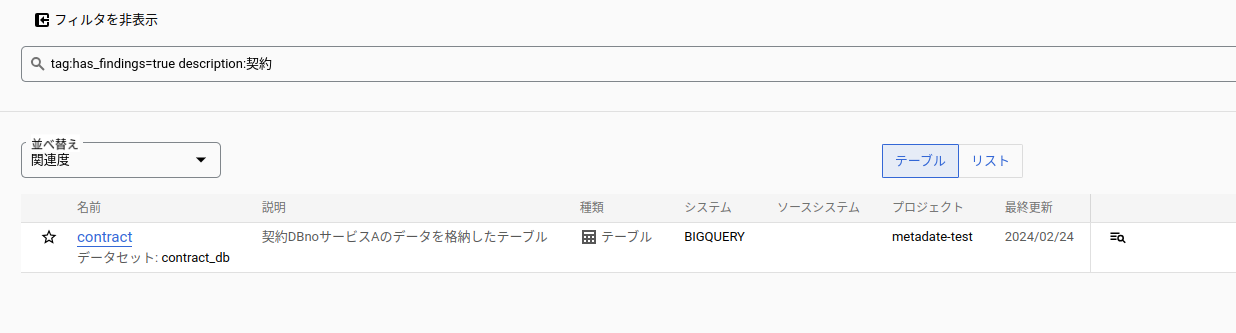 フィルタを非表示
tag:has_findings=true description:契約
並べ替え
関連度
テーブル リスト
名前 説明 種類 システム ソースシステム プロジェクト 最終更新
contract 契約DBnoサービスAのデータを格納したテーブル テーブル BIGQUERY metadate-test 2024/02/24
データセット: contract_db